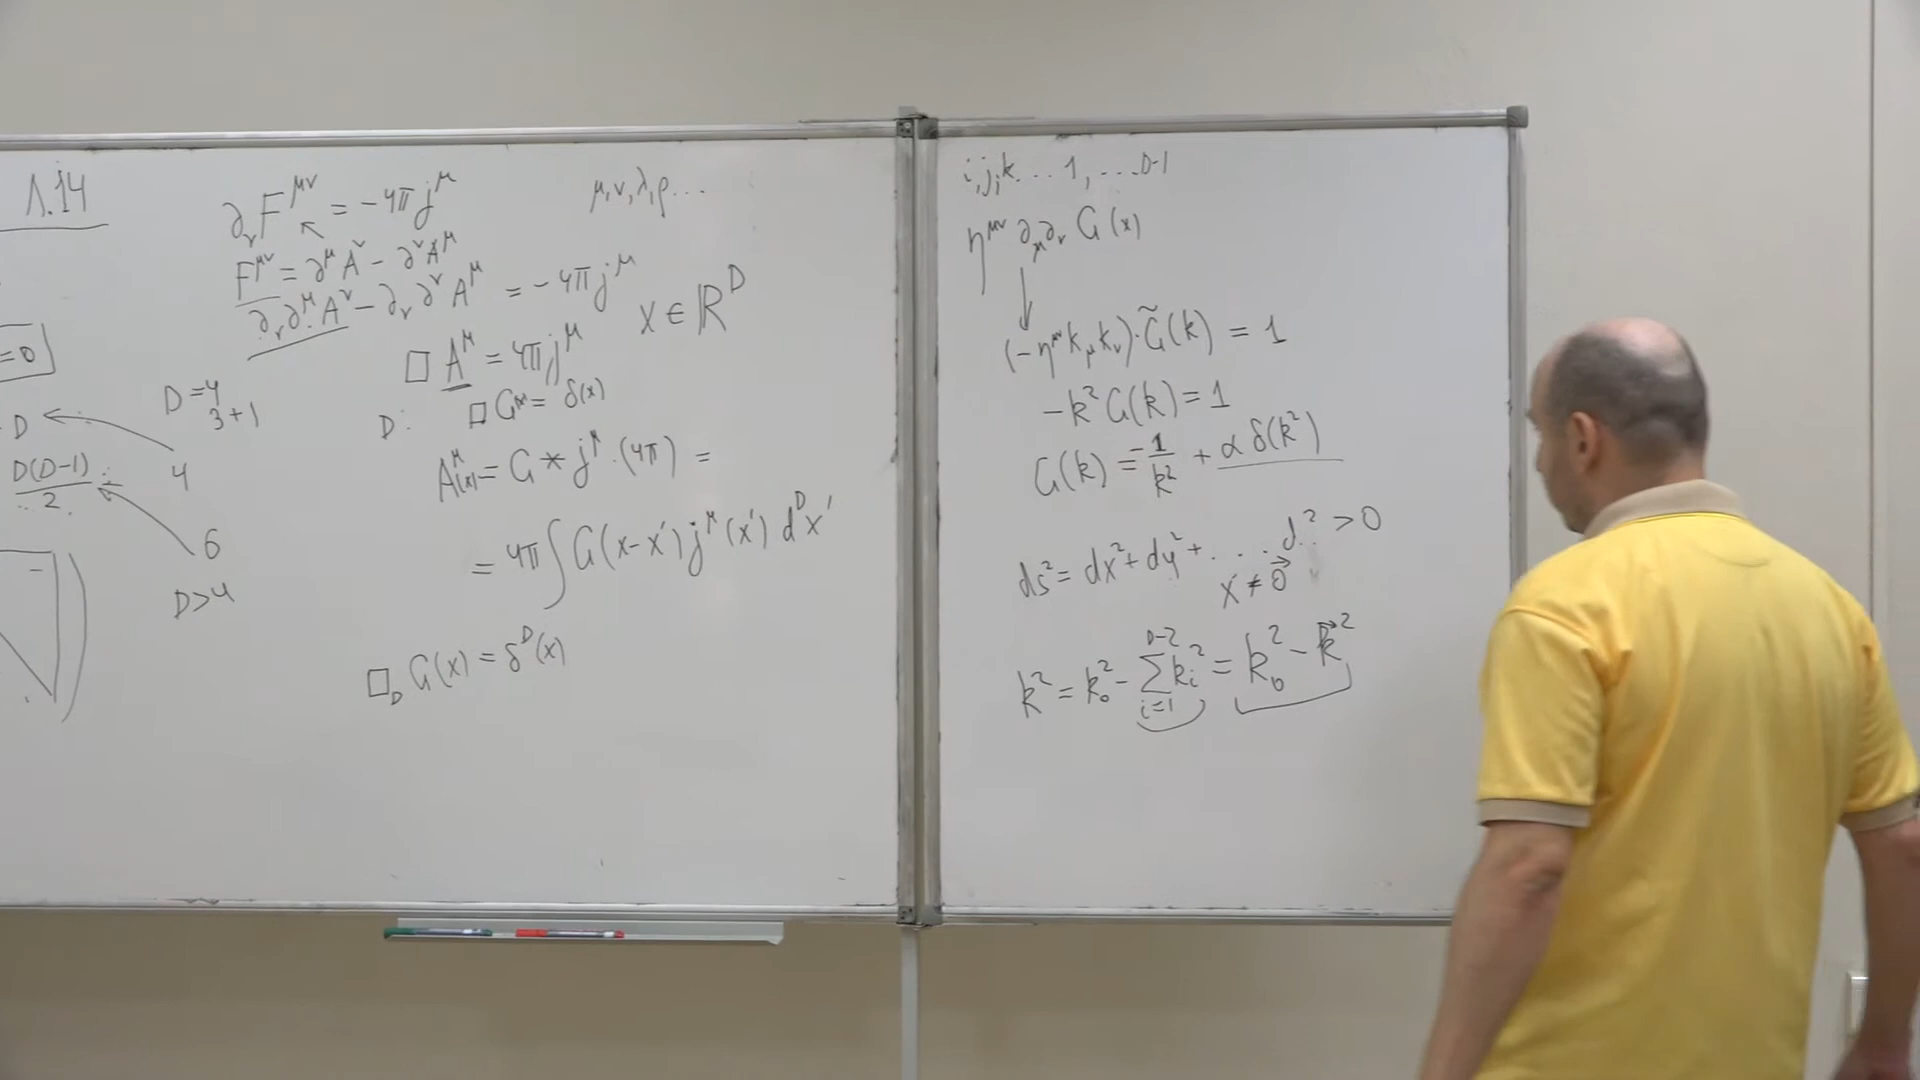 Л.14
=0
D
D(D-1)/2
D=4
3+1
4
6
D>4
∂_ν F^{μν} = -4π j^μ
μ,ν,λ,ρ...
F^{μν} = ∂^μ A^ν - ∂^ν A^μ
∂_ν ∂^μ A^ν - ∂_ν ∂^ν A^μ = -4π j^μ
x ∈ ℝ^D
□ A^μ = 4π j^μ
D: □ G(x) = δ(x)
A^μ(x) = G * j^μ · (4π) =
= 4π ∫ G(x-x') j^μ(x') d^D x'
□_D G(x) = δ^D(x)
i,j,k... 1,...D-1
η^{μν} ∂_μ ∂_ν G(x)
↓
(-η^{μν} k_μ k_ν)·G̃(k) = 1
-k² G(k) = 1
G(k) = -1/k² + α δ(k²)
ds² = dx² + dy² + ... d..² > 0
x ≠ 0⃗
k² = k_0² - Σ_{i=1}^{D-2} k_i² = k_0² - k⃗²